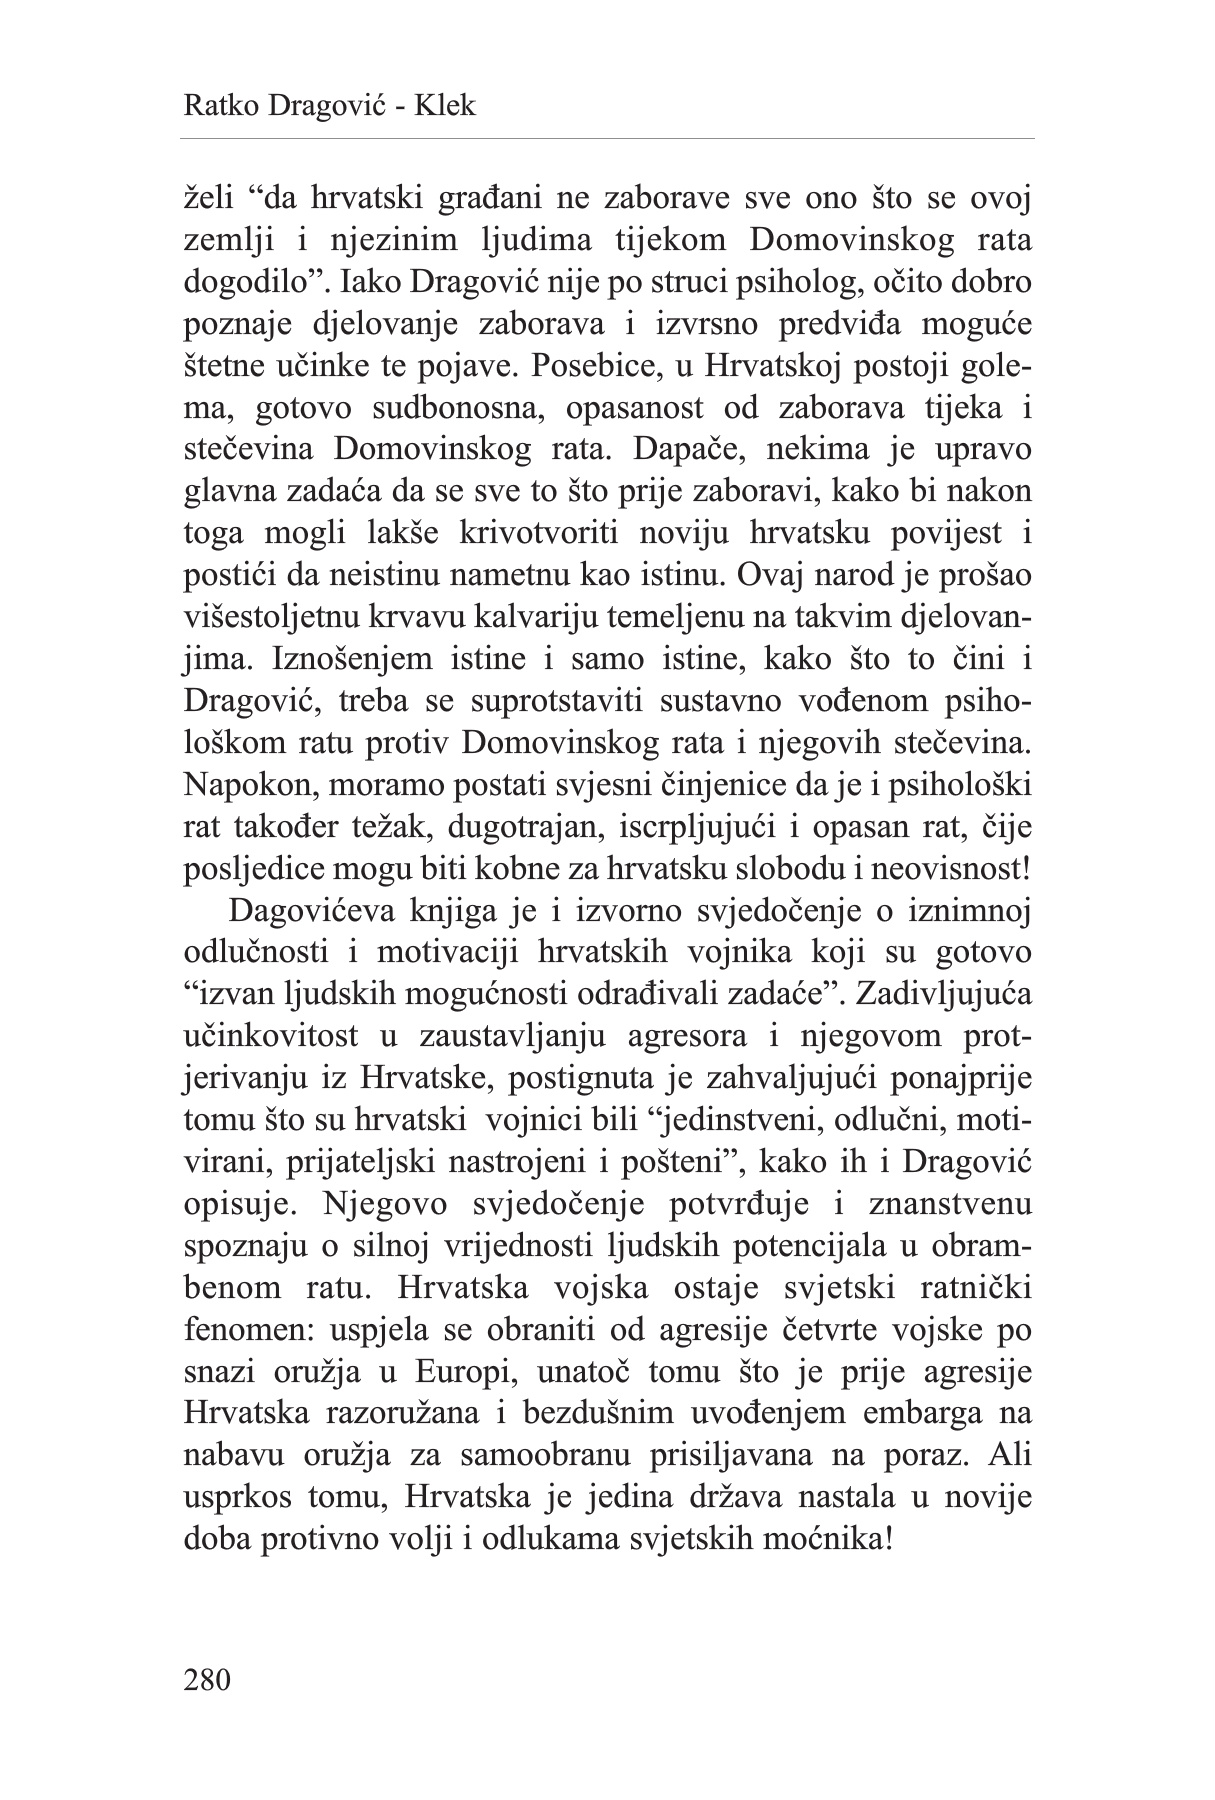 Ratko Dragović - Klek
želi “da hrvatski građani ne zaborave sve ono što se ovoj
zemlji i njezinim ljudima tijekom Domovinskog rata
dogodilo”. Iako Dragović nije po struci psiholog, očito dobro
poznaje djelovanje zaborava i izvrsno predviđa moguće
štetne učinke te pojave. Posebice, u Hrvatskoj postoji gole-
ma, gotovo sudbonosna, opasanost od zaborava tijeka i
stečevina Domovinskog rata. Dapače, nekima je upravo
glavna zadaća da se sve to što prije zaboravi, kako bi nakon
toga mogli lakše krivotvoriti noviju hrvatsku povijest i
postići da neistinu nametnu kao istinu. Ovaj narod je prošao
višestoljetnu krvavu kalvariju temeljenu na takvim djelovan-
jima. Iznošenjem istine i samo istine, kako što to čini i
Dragović, treba se suprotstaviti sustavno vođenom psiho-
loškom ratu protiv Domovinskog rata i njegovih stečevina.
Napokon, moramo postati svjesni činjenice da je i psihološki
rat također težak, dugotrajan, iscrpljujući i opasan rat, čije
posljedice mogu biti kobne za hrvatsku slobodu i neovisnost!
Dagovićeva knjiga je i izvorno svjedočenje o iznimnoj
odlučnosti i motivaciji hrvatskih vojnika koji su gotovo
“izvan ljudskih mogućnosti odrađivali zadaće”. Zadivljujuća
učinkovitost u zaustavljanju agresora i njegovom prot-
jerivanju iz Hrvatske, postignuta je zahvaljujući ponajprije
tomu što su hrvatski  vojnici bili “jedinstveni, odlučni, moti-
virani, prijateljski nastrojeni i pošteni”, kako ih i Dragović
opisuje. Njegovo svjedočenje potvrđuje i znanstvenu
spoznaju o silnoj vrijednosti ljudskih potencijala u obram-
benom ratu. Hrvatska vojska ostaje svjetski ratnički
fenomen: uspjela se obraniti od agresije četvrte vojske po
snazi oružja u Europi, unatoč tomu što je prije agresije
Hrvatska razoružana i bezdušnim uvođenjem embarga na
nabavu oružja za samoobranu prisiljavana na poraz. Ali
usprkos tomu, Hrvatska je jedina država nastala u novije
doba protivno volji i odlukama svjetskih moćnika!
280